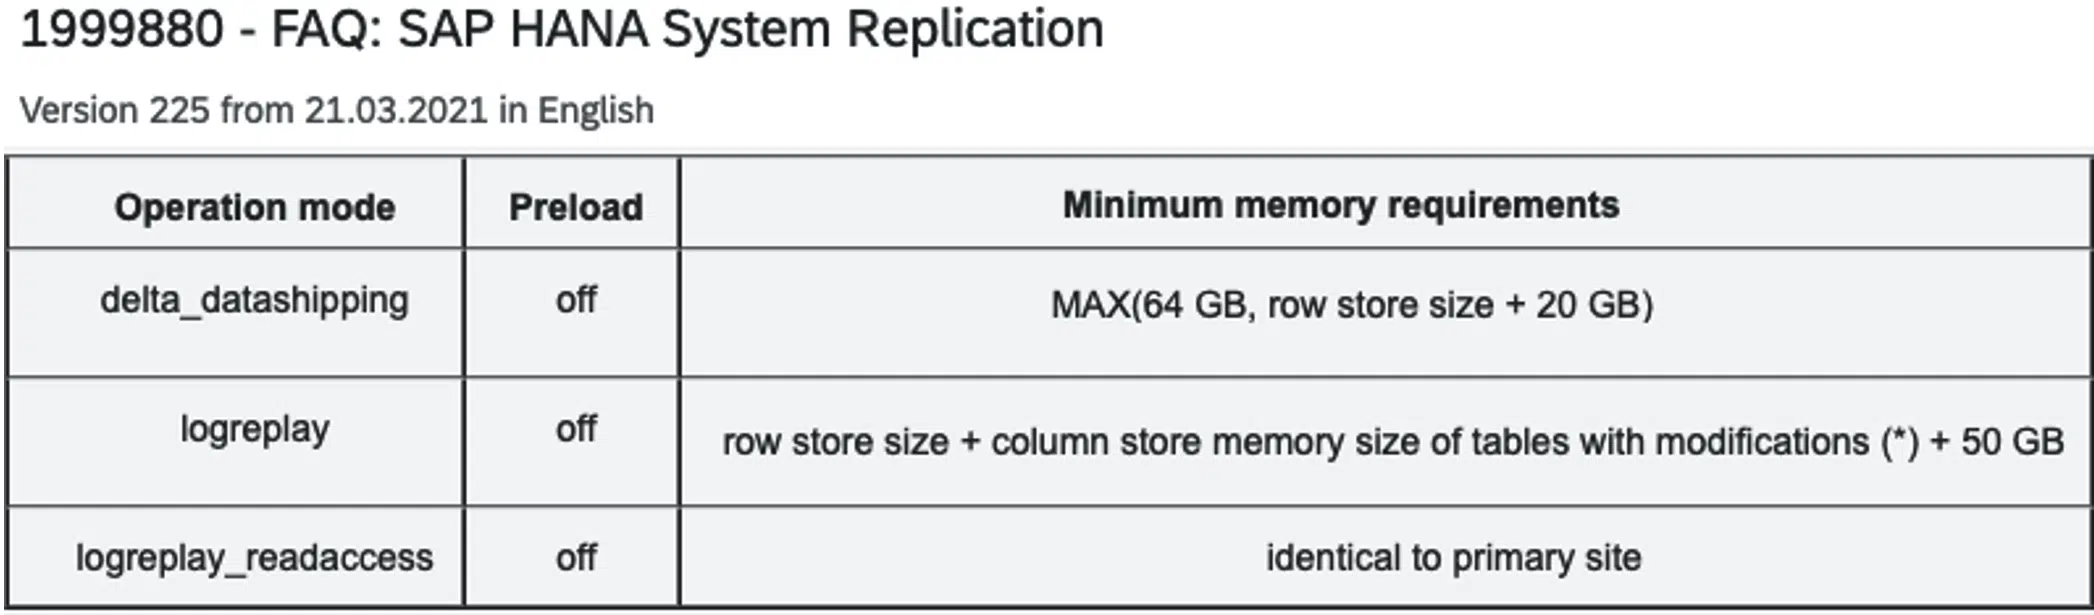 1999880 - FAQ: SAP HANA System Replication
Version 225 from 21.03.2021 in English
Operation mode Preload Minimum memory requirements
delta_datashipping off MAX(64 GB, row store size + 20 GB)
logreplay off row store size + column store memory size of tables with modifications (*) + 50 GB
logreplay_readaccess off identical to primary site